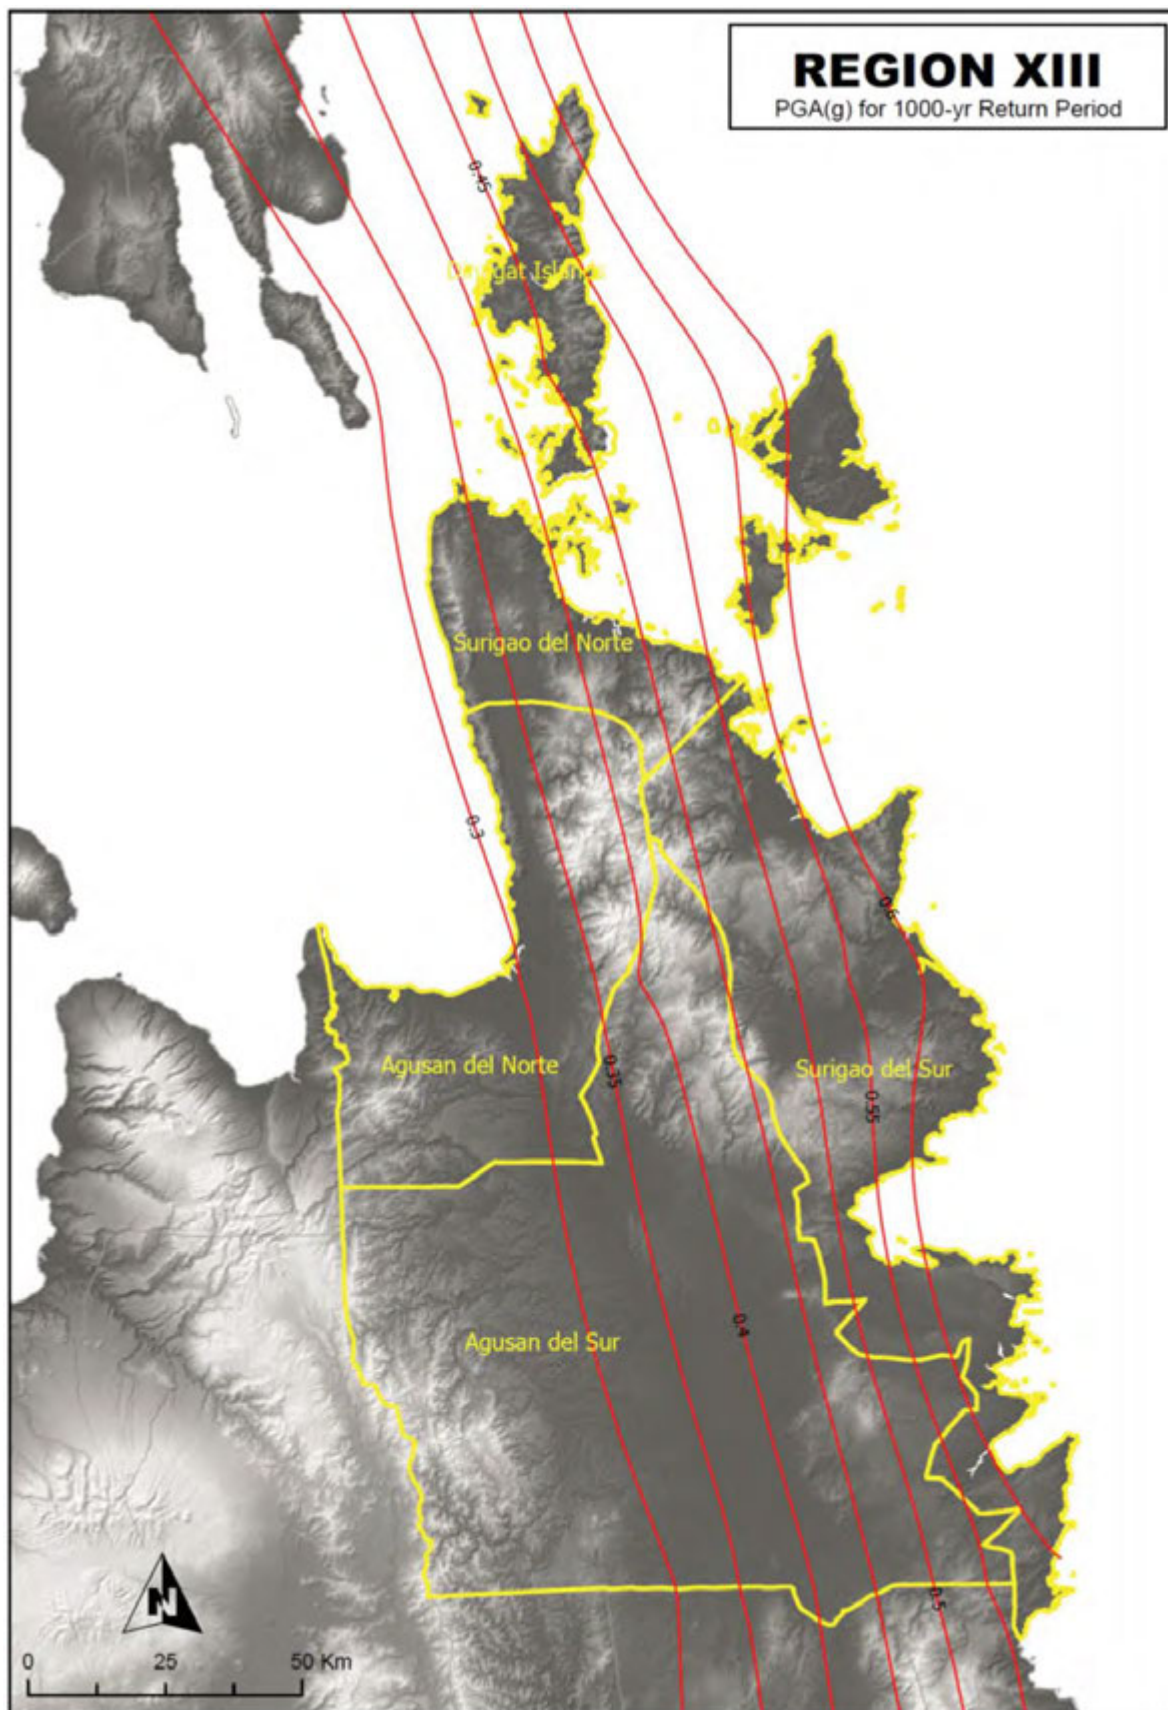 REGION XIII
PGA(g) for 1000-yr Return Period
0.45
Dinagat Islands
Surigao del Norte
0.3
0.6
Agusan del Norte
0.35
Surigao del Sur
0.55
0.4
Agusan del Sur
0.5
N
0 25 50 Km